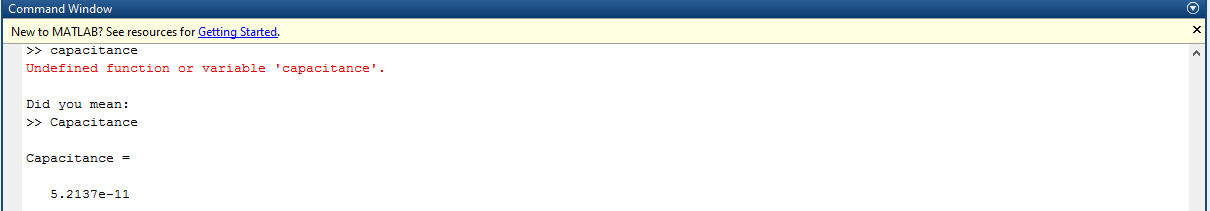 Command Window
New to MATLAB? See resources for Getting Started.
>> capacitance
Undefined function or variable 'capacitance'.
Did you mean:
>> Capacitance
Capacitance =
5.2137e-11